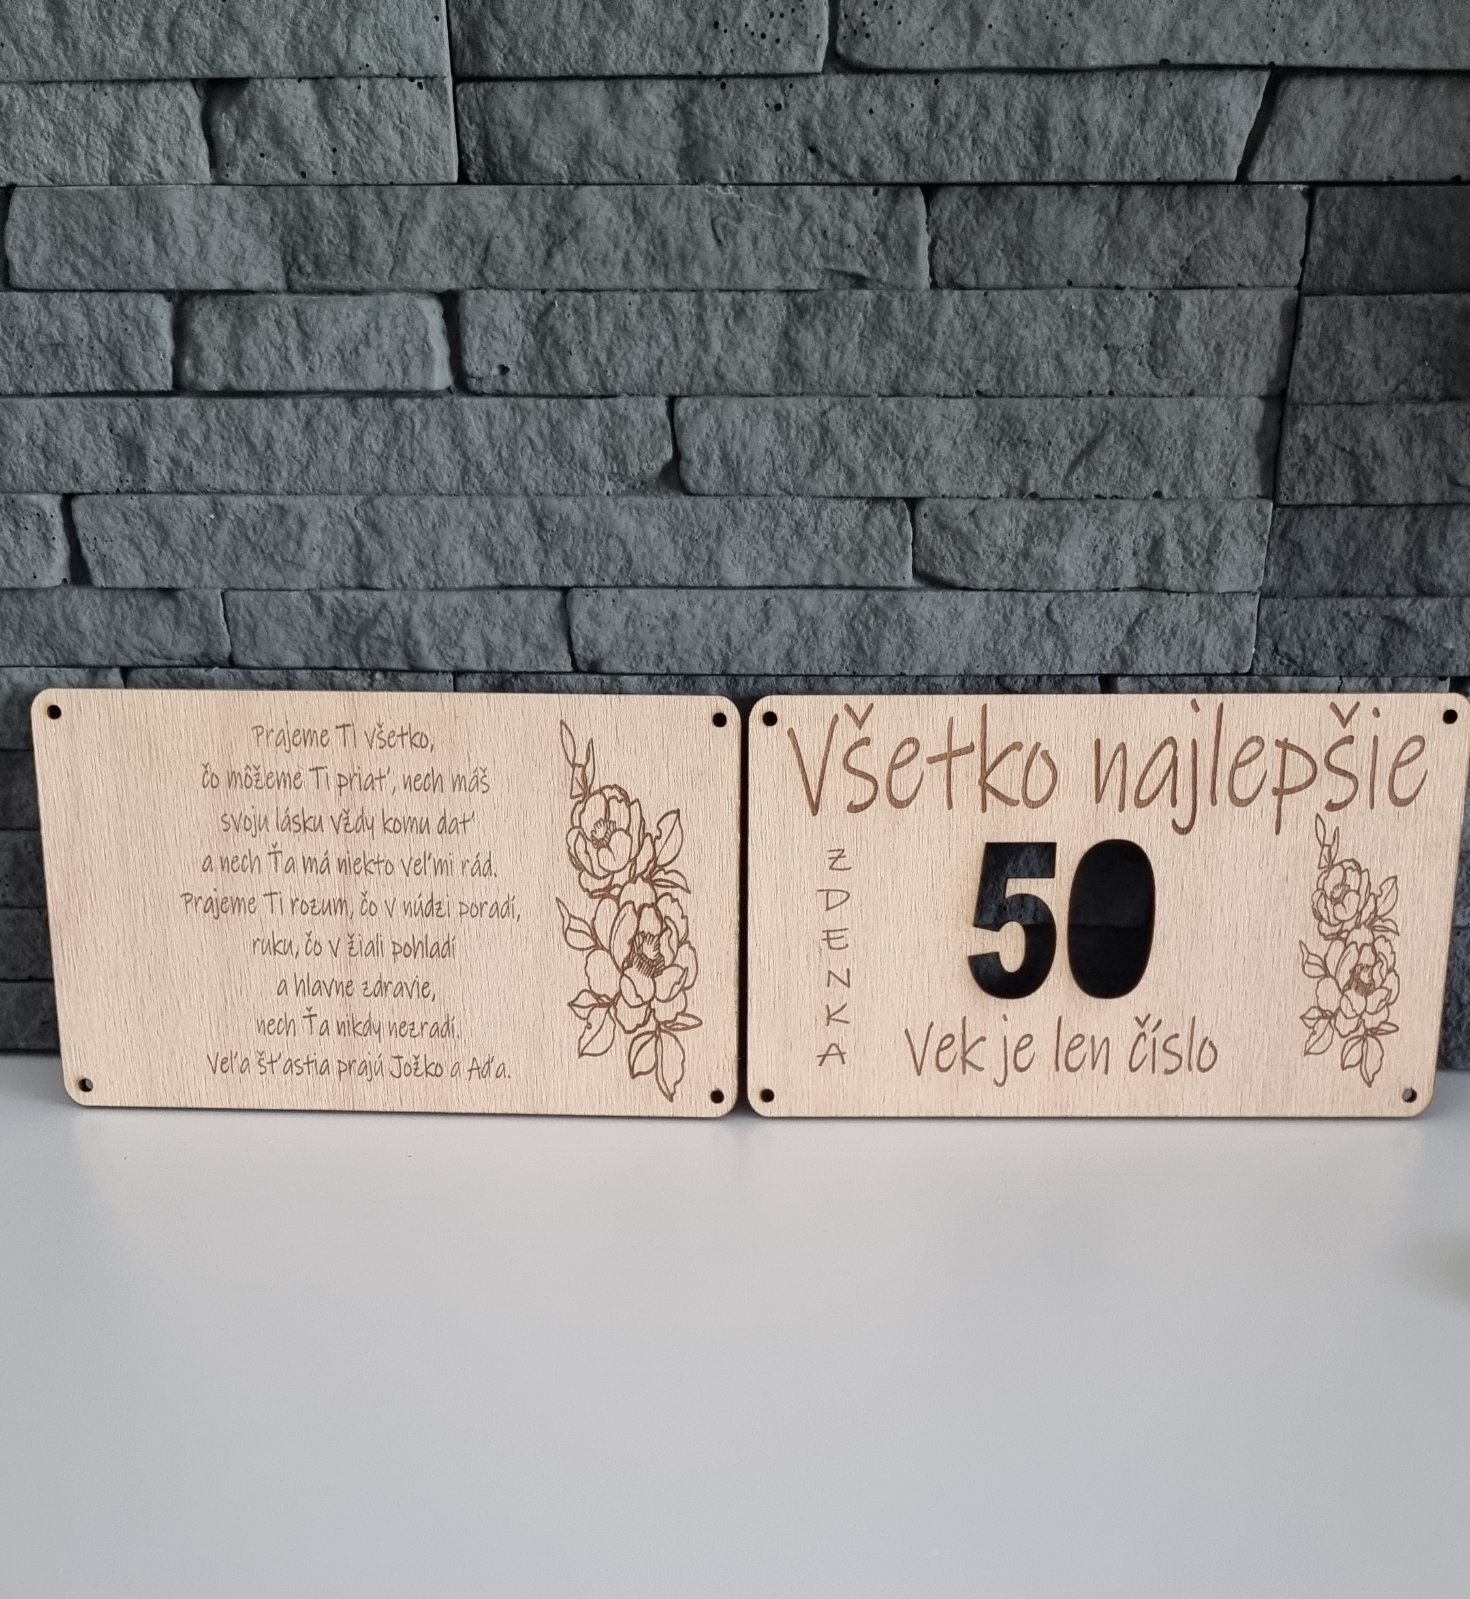 Prajeme Ti všetko,
čo môžeme Ti priať, nech máš
svoju lásku vždy komu dať
a nech Ťa má niekto veľmi rád.
Prajeme Ti rozum, čo v núdzi poradí,
ruku, čo v žiali pohladí
a hlavne zdravie,
nech Ťa nikdy nezradí.
Veľa šťastia prajú Jožko a Aďa.
Všetko najlepšie
ZDENKA
50
Vek je len číslo